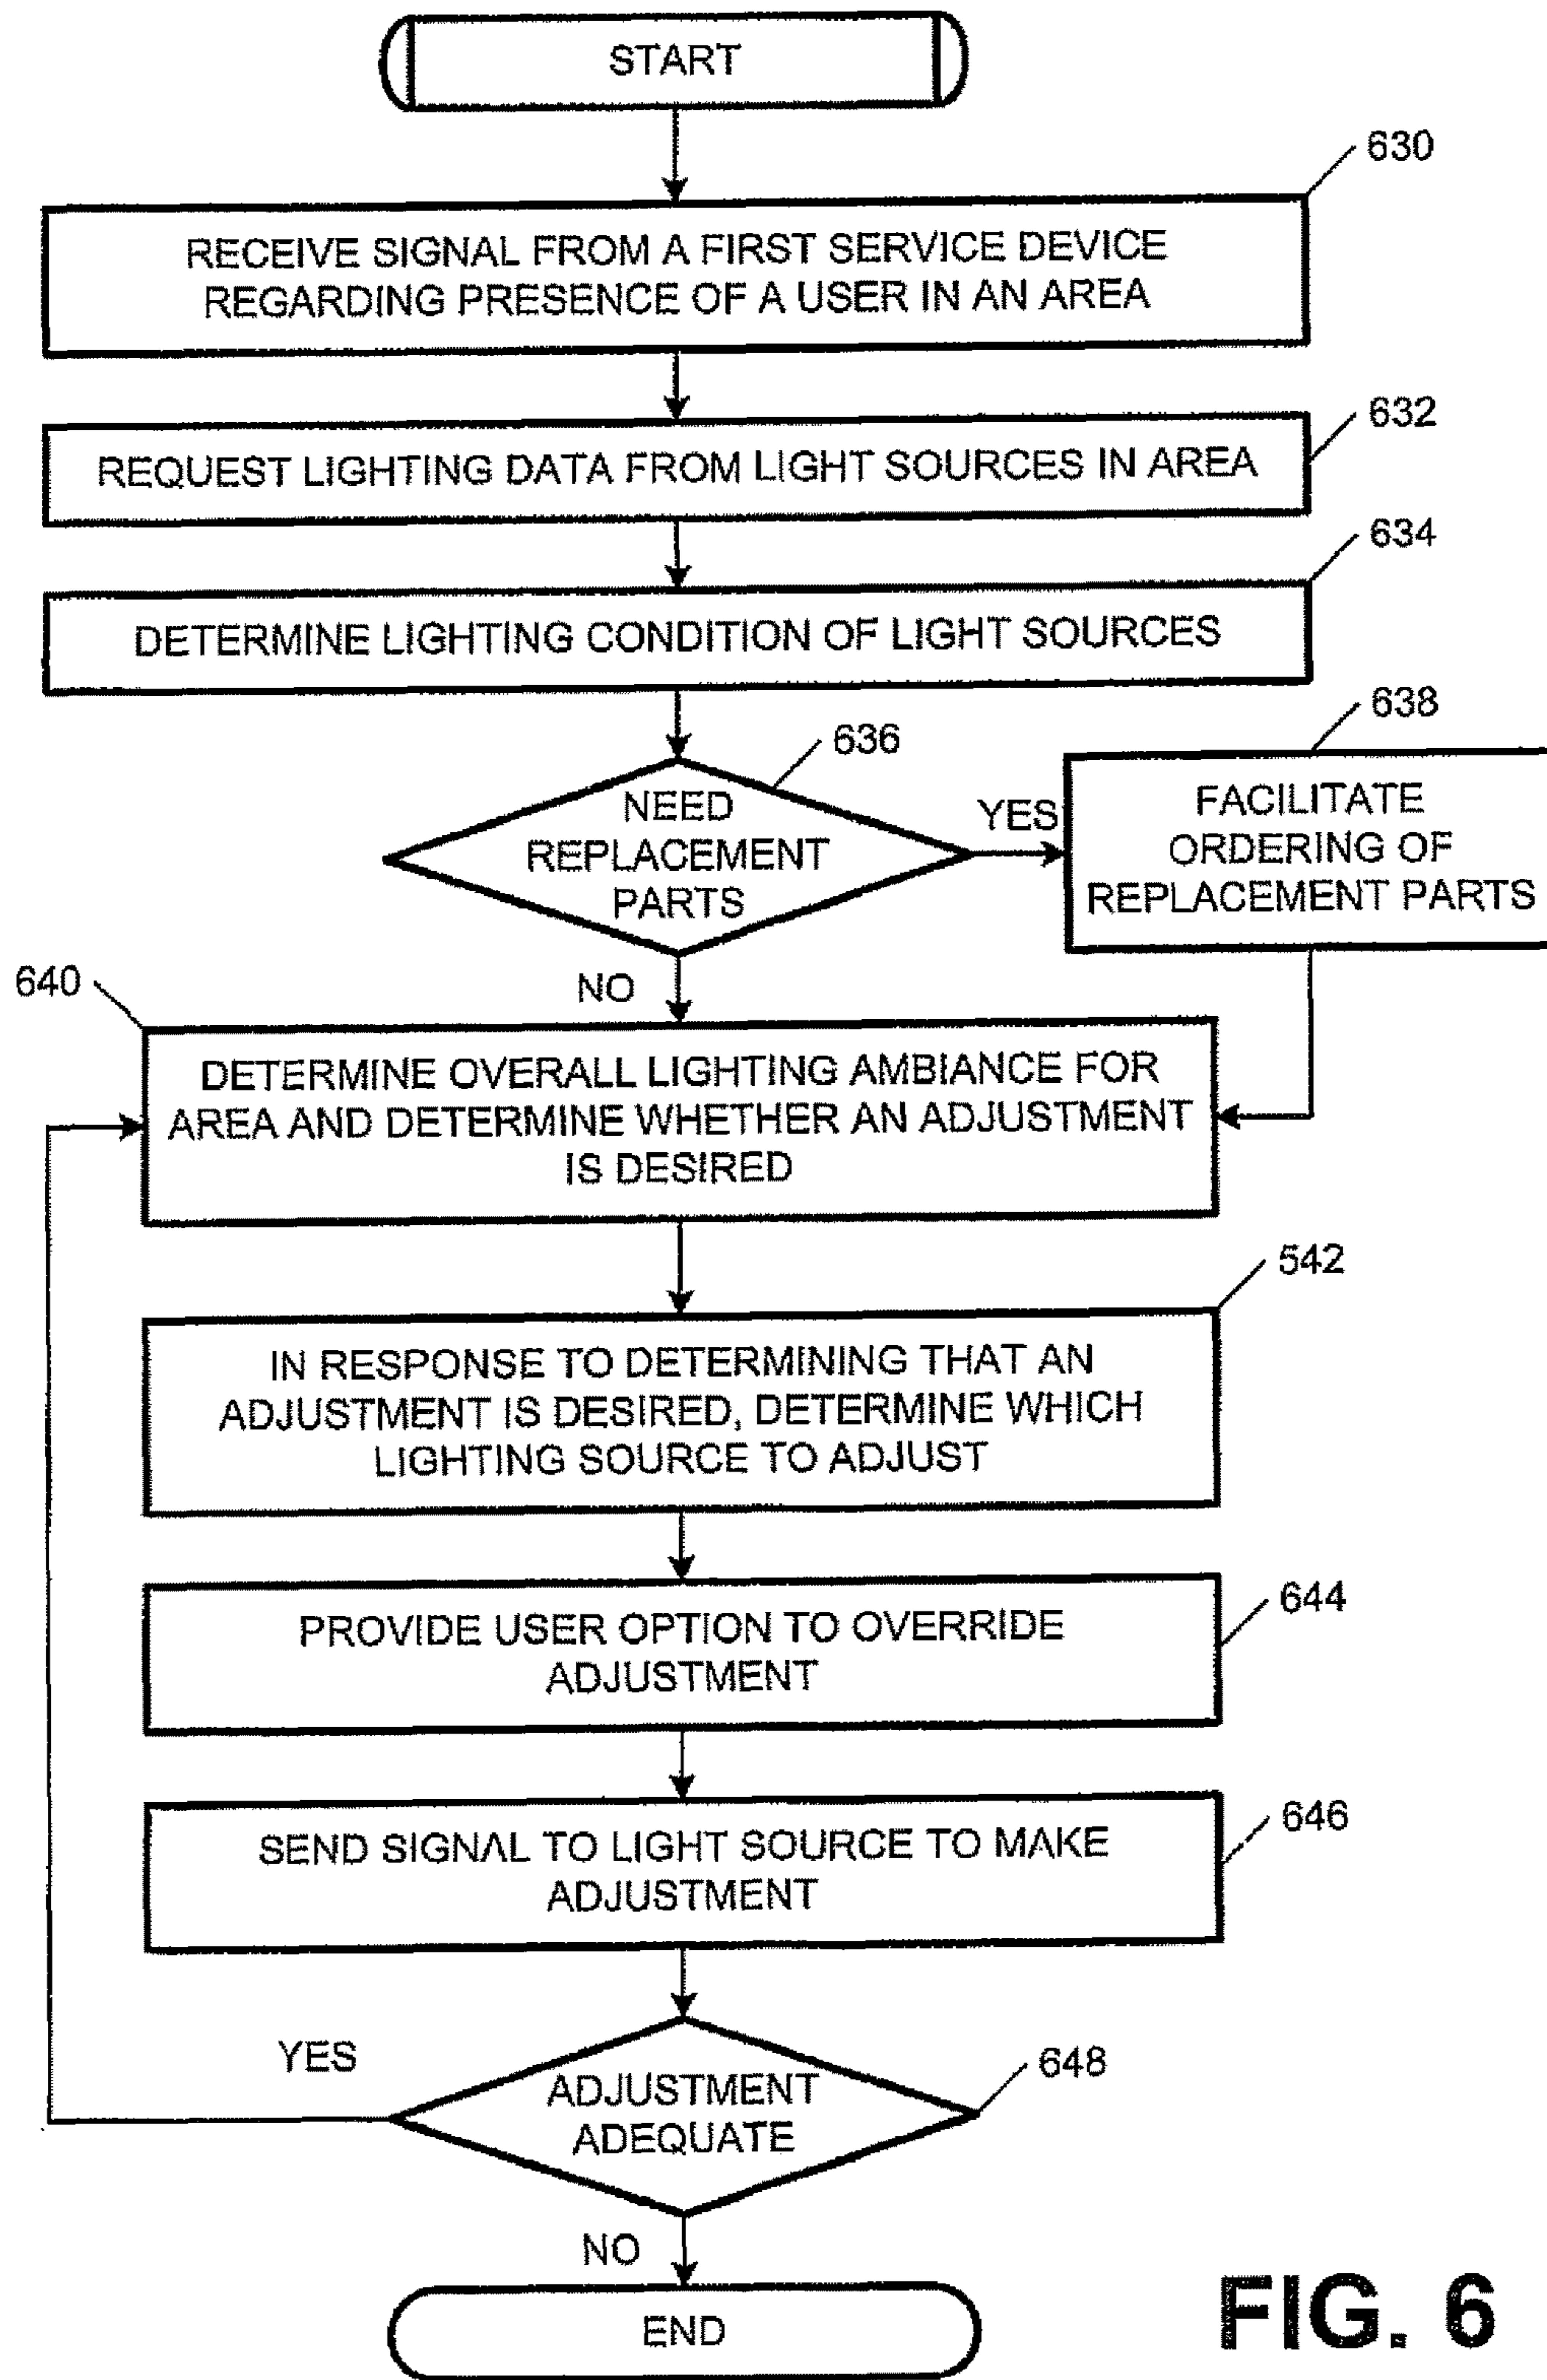 START
630
RECEIVE SIGNAL FROM A FIRST SERVICE DEVICE
REGARDING PRESENCE OF A USER IN AN AREA
632
REQUEST LIGHTING DATA FROM LIGHT SOURCES IN AREA
634
DETERMINE LIGHTING CONDITION OF LIGHT SOURCES
636
NEED
REPLACEMENT
PARTS
YES
638
FACILITATE
ORDERING OF
REPLACEMENT PARTS
NO
640
DETERMINE OVERALL LIGHTING AMBIANCE FOR
AREA AND DETERMINE WHETHER AN ADJUSTMENT
IS DESIRED
542
IN RESPONSE TO DETERMINING THAT AN
ADJUSTMENT IS DESIRED, DETERMINE WHICH
LIGHTING SOURCE TO ADJUST
644
PROVIDE USER OPTION TO OVERRIDE
ADJUSTMENT
646
SEND SIGNAL TO LIGHT SOURCE TO MAKE
ADJUSTMENT
YES
648
ADJUSTMENT
ADEQUATE
NO
END
FIG. 6